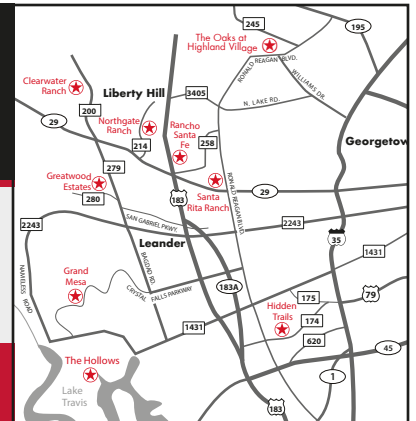 245
195
The Oaks at
Highland Village
RONALD REAGAN BLVD.
WILLIAMS DR.
Clearwater
Ranch
Liberty Hill
3405
N. LAKE RD.
200
29
Northgate
Ranch
Rancho
Santa
Fe
214
258
Georgetow
279
Greatwood
Estates
280
183
Santa
Rita Ranch
RONALD REAGAN BLVD.
29
2243
SAN GABRIEL PKWY.
2243
Leander
35
1431
NAMELESS ROAD
BAGDAD RD.
Grand
Mesa
CRYSTAL FALLS PARKWAY
183A
175
79
Hidden
Trails
174
1431
620
45
The Hollows
1
Lake
Travis
183